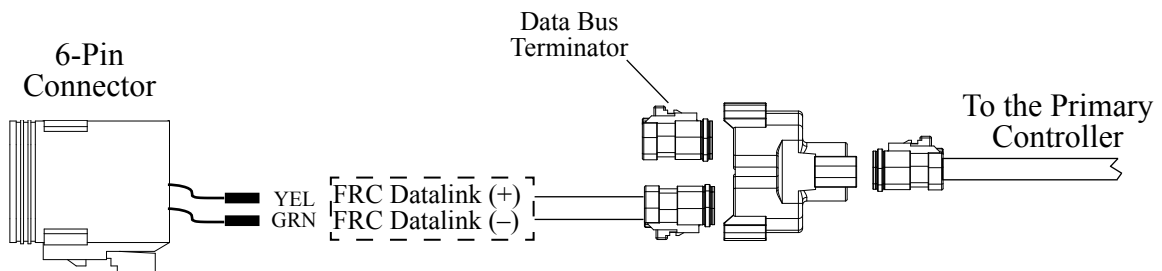 Data Bus
Terminator
6-Pin
Connector
To the Primary
Controller
YEL
FRC Datalink (+)
GRN
FRC Datalink (–)